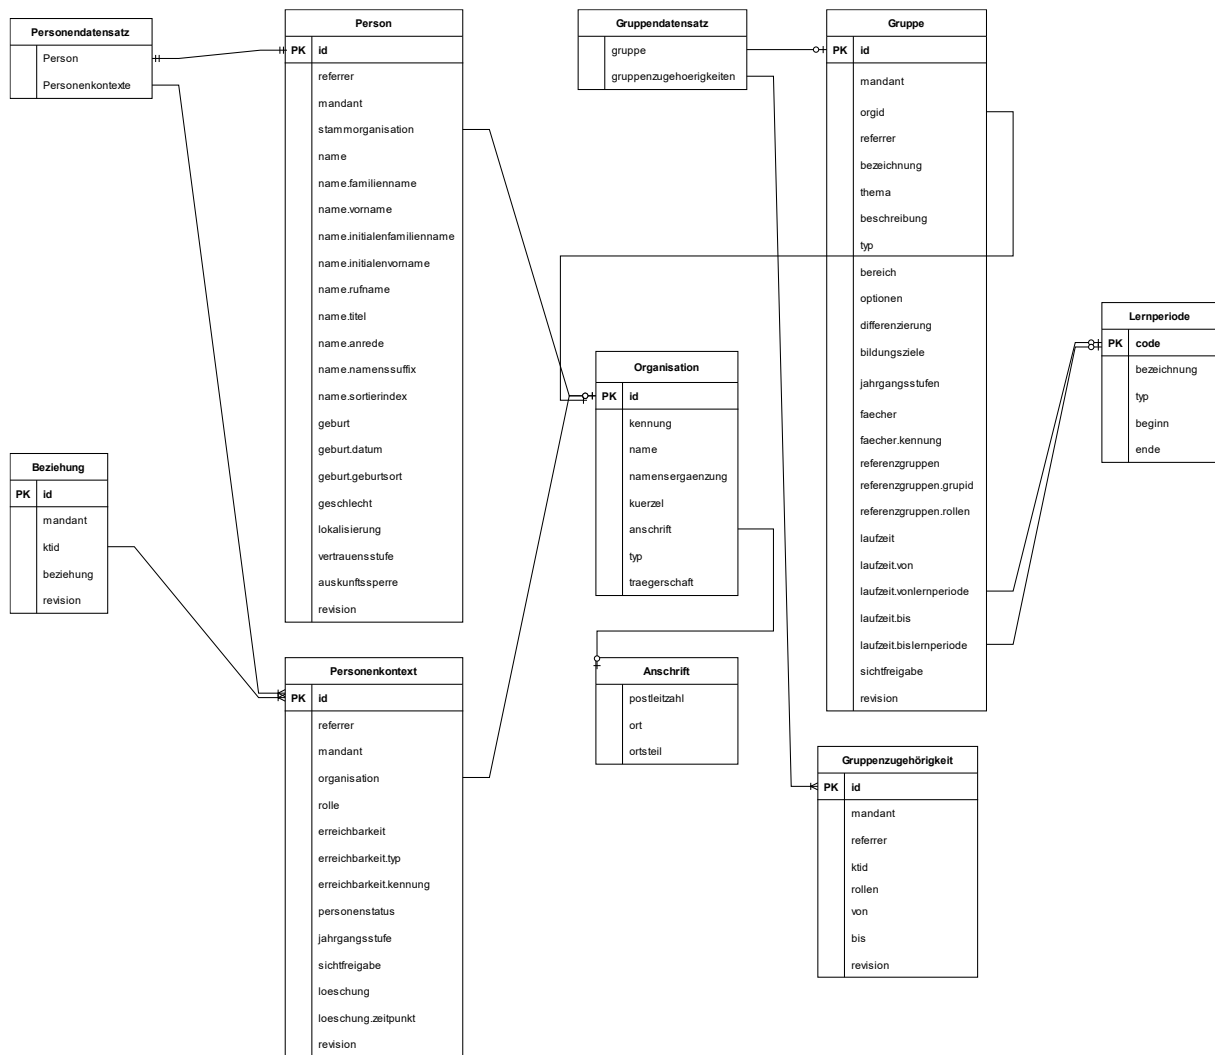 Personendatensatz
Person
Personenkontexte
Person
PK id
referrer
mandant
stammorganisation
name
name.familienname
name.vorname
name.initialenfamilienname
name.initialenvorname
name.rufname
name.titel
name.anrede
name.namenssuffix
name.sortierindex
geburt
geburt.datum
geburt.geburtsort
geschlecht
lokalisierung
vertrauensstufe
auskunftssperre
revision
Gruppendatensatz
gruppe
gruppenzugehoerigkeiten
Gruppe
PK id
mandant
orgid
referrer
bezeichnung
thema
beschreibung
typ
bereich
optionen
differenzierung
bildungsziele
jahrgangsstufen
faecher
faecher.kennung
referenzgruppen
referenzgruppen.grupid
referenzgruppen.rollen
laufzeit
laufzeit.von
laufzeit.vonlernperiode
laufzeit.bis
laufzeit.bislernperiode
sichtfreigabe
revision
Lernperiode
PK code
bezeichnung
typ
beginn
ende
Organisation
PK id
kennung
name
namensergaenzung
kuerzel
anschrift
typ
traegerschaft
Beziehung
PK id
mandant
ktid
beziehung
revision
Personenkontext
PK id
referrer
mandant
organisation
rolle
erreichbarkeit
erreichbarkeit.typ
erreichbarkeit.kennung
personenstatus
jahrgangsstufe
sichtfreigabe
loeschung
loeschung.zeitpunkt
revision
Anschrift
postleitzahl
ort
ortsteil
Gruppenzugehörigkeit
PK id
mandant
referrer
ktid
rollen
von
bis
revision